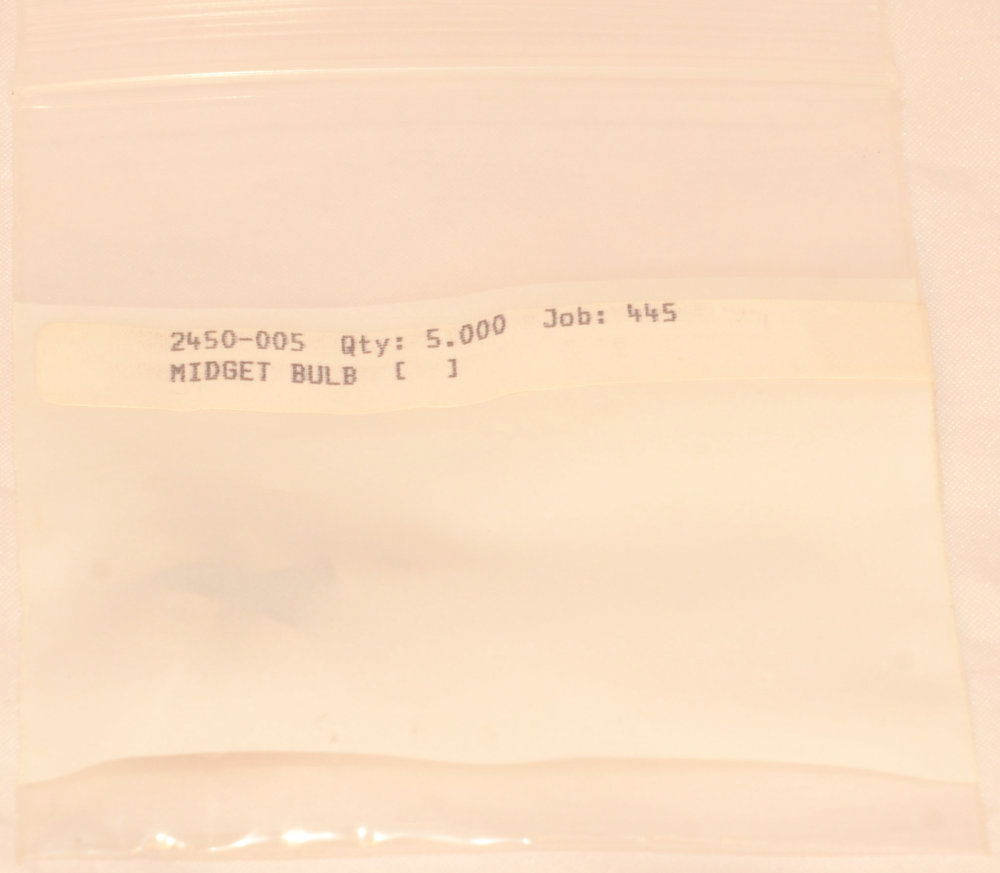 2450-005 Qty: 5.000 Job: 445
MIDGET BULB [ ]